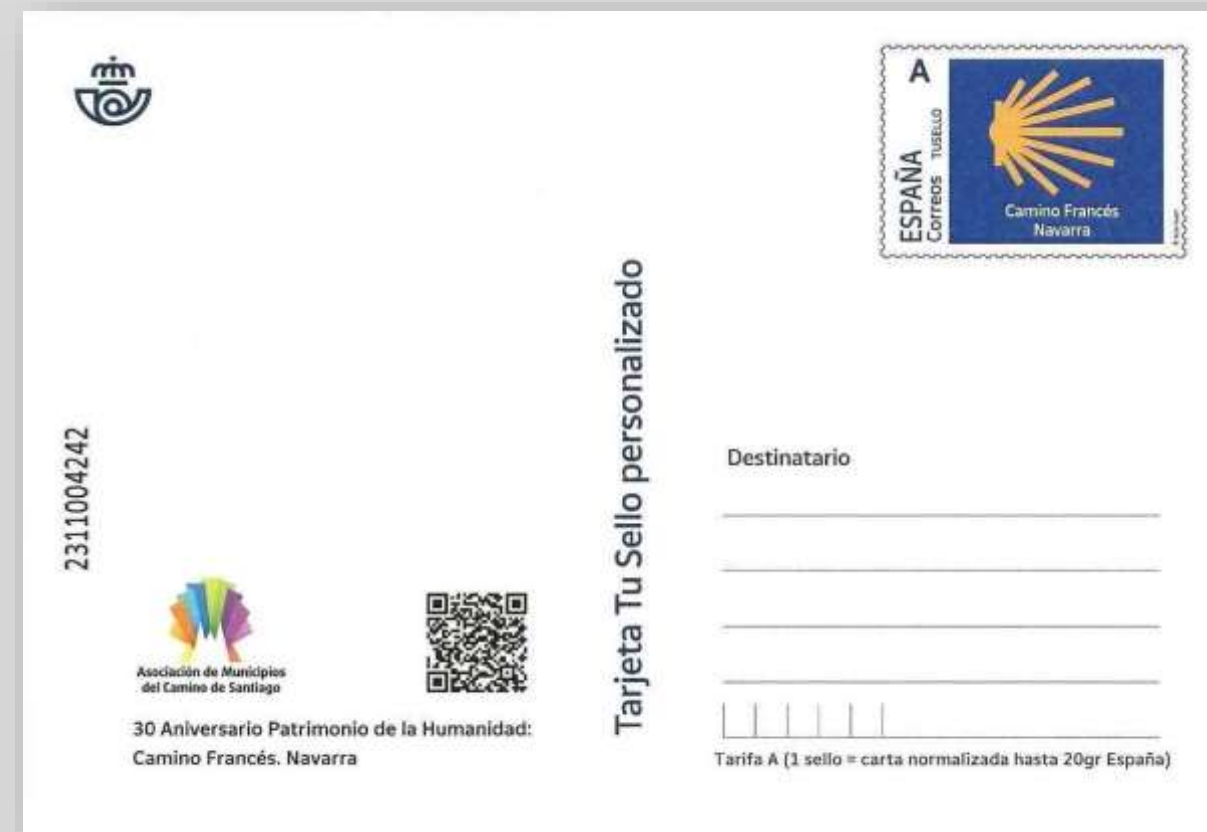 A
ESPAÑA
Correos TUSELLO
Camino Francés
Navarra
2311004242
Asociación de Municipios
del Camino de Santiago
30 Aniversario Patrimonio de la Humanidad:
Camino Francés. Navarra
Tarjeta Tu Sello personalizado
Destinatario
Tarifa A (1 sello = carta normalizada hasta 20gr España)